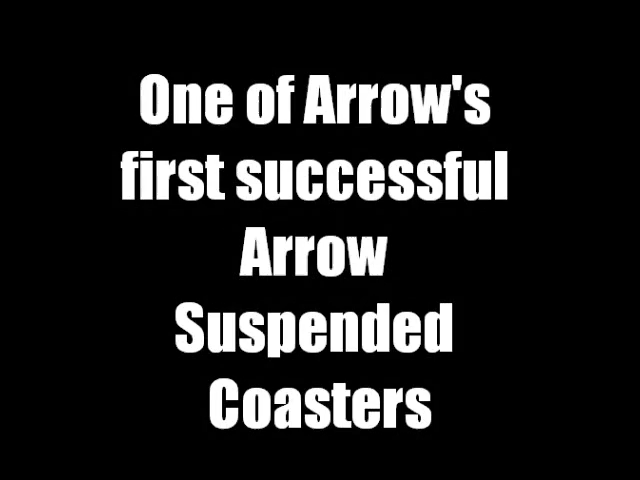 One of Arrow's
first successful
Arrow
Suspended
Coasters